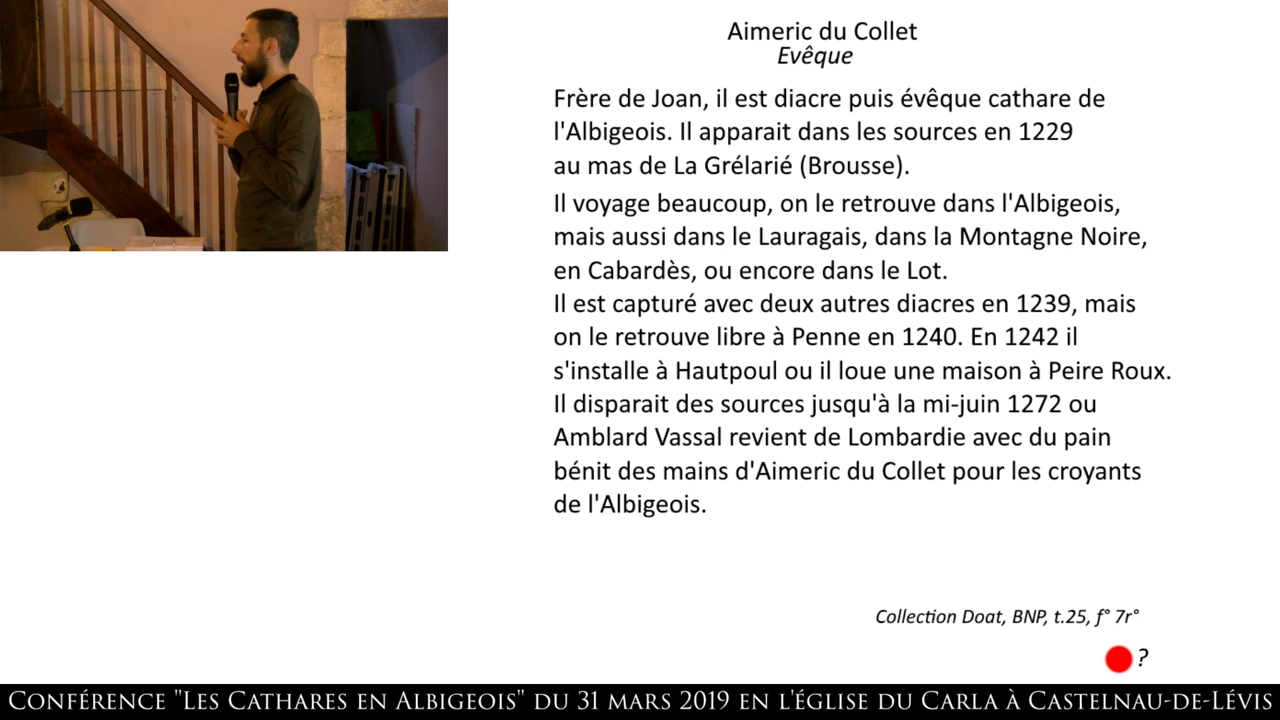 Aimeric du Collet
Evêque
Frère de Joan, il est diacre puis évêque cathare de
l'Albigeois. Il apparait dans les sources en 1229
au mas de La Grélarié (Brousse).
Il voyage beaucoup, on le retrouve dans l'Albigeois,
mais aussi dans le Lauragais, dans la Montagne Noire,
en Cabardès, ou encore dans le Lot.
Il est capturé avec deux autres diacres en 1239, mais
on le retrouve libre à Penne en 1240. En 1242 il
s'installe à Hautpoul ou il loue une maison à Peire Roux.
Il disparait des sources jusqu'à la mi-juin 1272 ou
Amblard Vassal revient de Lombardie avec du pain
bénit des mains d'Aimeric du Collet pour les croyants
de l'Albigeois.
Collection Doat, BNP, t.25, f° 7r°
?
Conférence "Les Cathares en Albigeois" du 31 mars 2019 en l'église du Carla à Castelnau-de-Lévis